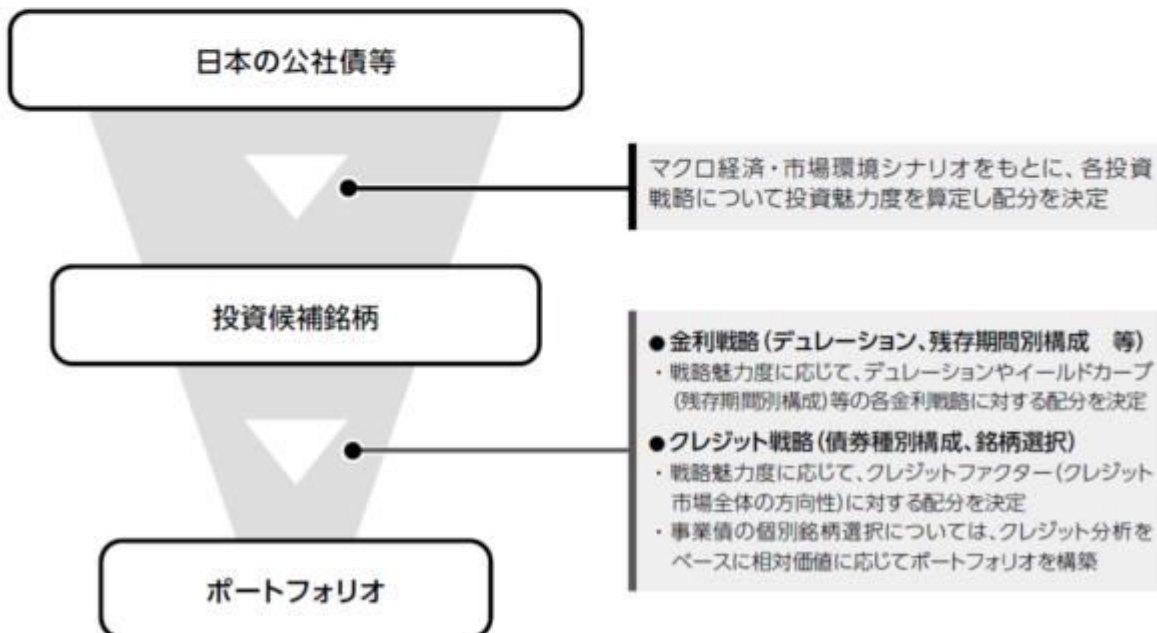 日本の公社債等
マクロ経済・市場環境シナリオをもとに、各投資
戦略について投資魅力度を算定し配分を決定
投資候補銘柄
●金利戦略(デュレーション、残存期間別構成　等)
・戦略魅力度に応じて、デュレーションやイールドカーブ
(残存期間別構成)等の各金利戦略に対する配分を決定
●クレジット戦略(債券種別構成、銘柄選択)
・戦略魅力度に応じて、クレジットファクター(クレジット
市場全体の方向性)に対する配分を決定
・事業債の個別銘柄選択については、クレジット分析を
ベースに相対価値に応じてポートフォリオを構築
ポートフォリオ